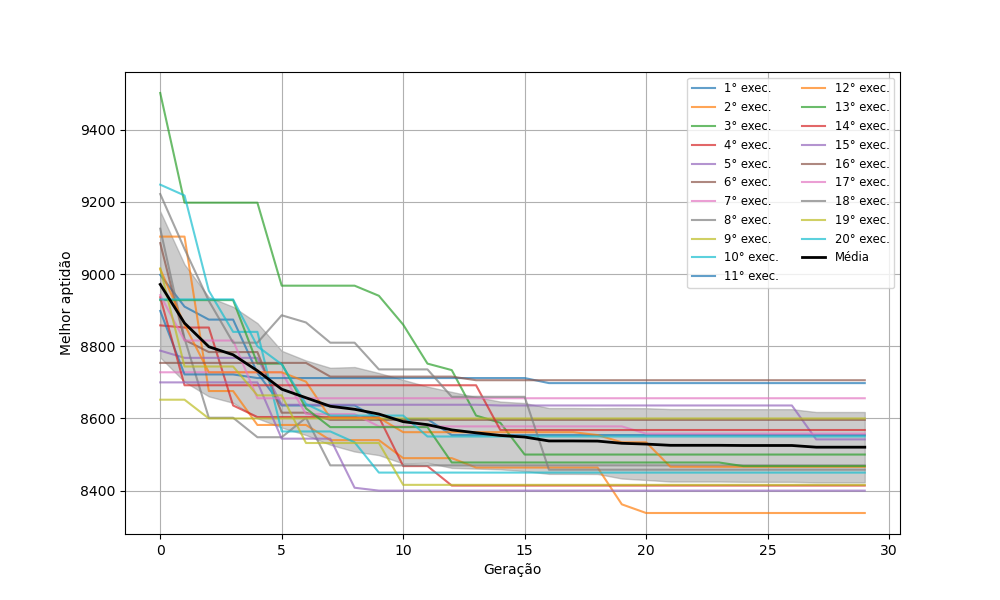 Melhor aptidão
9400
9200
9000
8800
8600
8400
0 5 10 15 20 25 30
Geração
1° exec.
2° exec.
3° exec.
4° exec.
5° exec.
6° exec.
7° exec.
8° exec.
9° exec.
10° exec.
11° exec.
12° exec.
13° exec.
14° exec.
15° exec.
16° exec.
17° exec.
18° exec.
19° exec.
20° exec.
Média